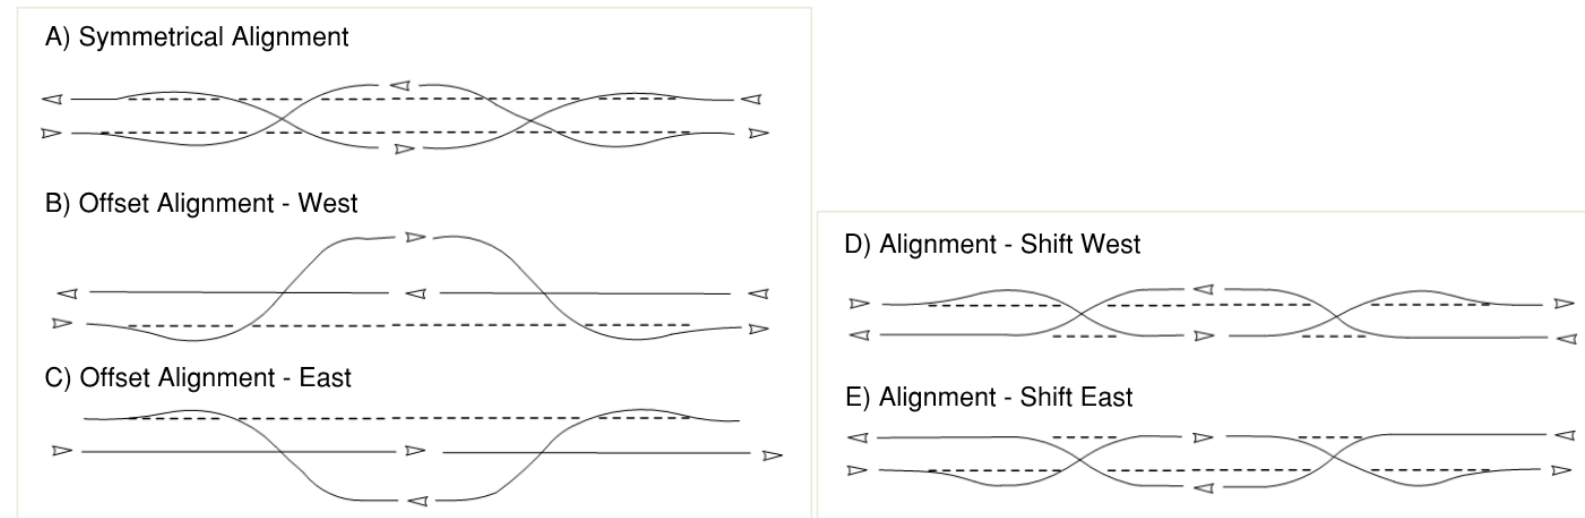 A) Symmetrical Alignment
B) Offset Alignment - West
C) Offset Alignment - East
D) Alignment - Shift West
E) Alignment - Shift East